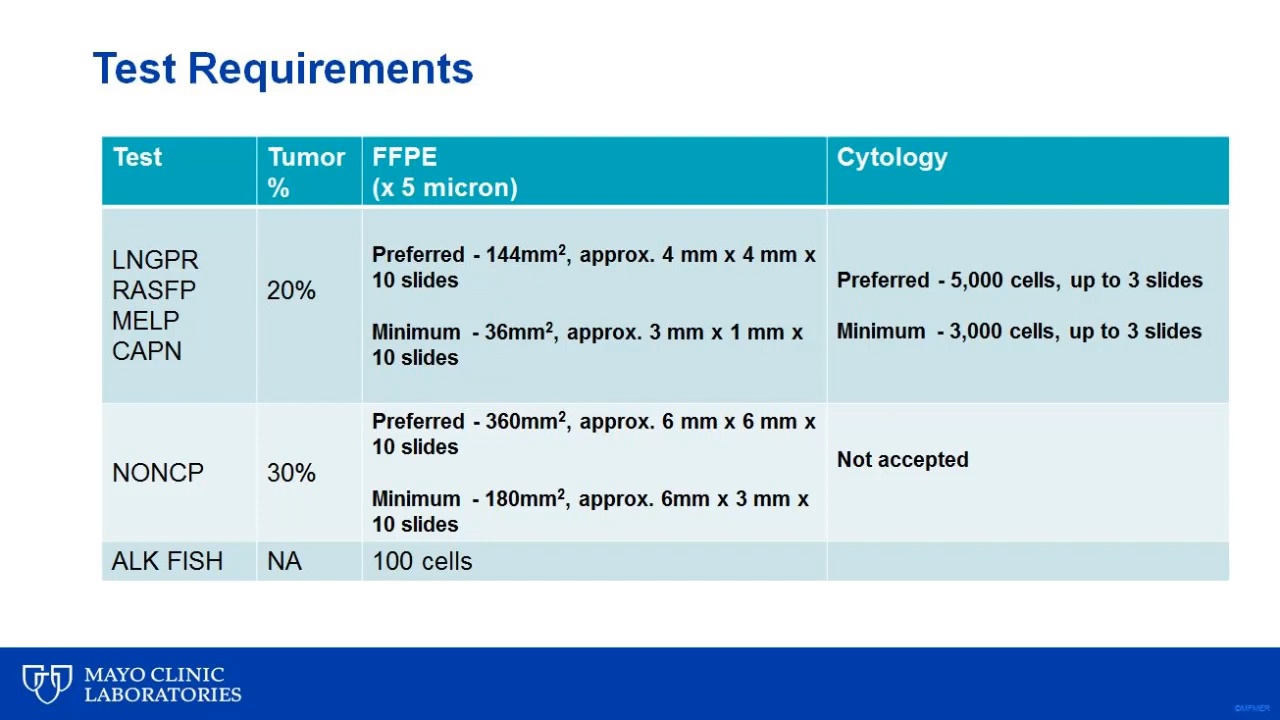 Test Requirements
Test
Tumor
%
FFPE
(x 5 micron)
Cytology
LNGPR
RASFP
MELP
CAPN
20%
Preferred - 144mm², approx. 4 mm x 4 mm x
10 slides
Minimum - 36mm², approx. 3 mm x 1 mm x
10 slides
Preferred - 5,000 cells, up to 3 slides
Minimum - 3,000 cells, up to 3 slides
NONCP
30%
Preferred - 360mm², approx. 6 mm x 6 mm x
10 slides
Minimum - 180mm², approx. 6mm x 3 mm x
10 slides
Not accepted
ALK FISH
NA
100 cells
MAYO CLINIC
LABORATORIES
©MFMER